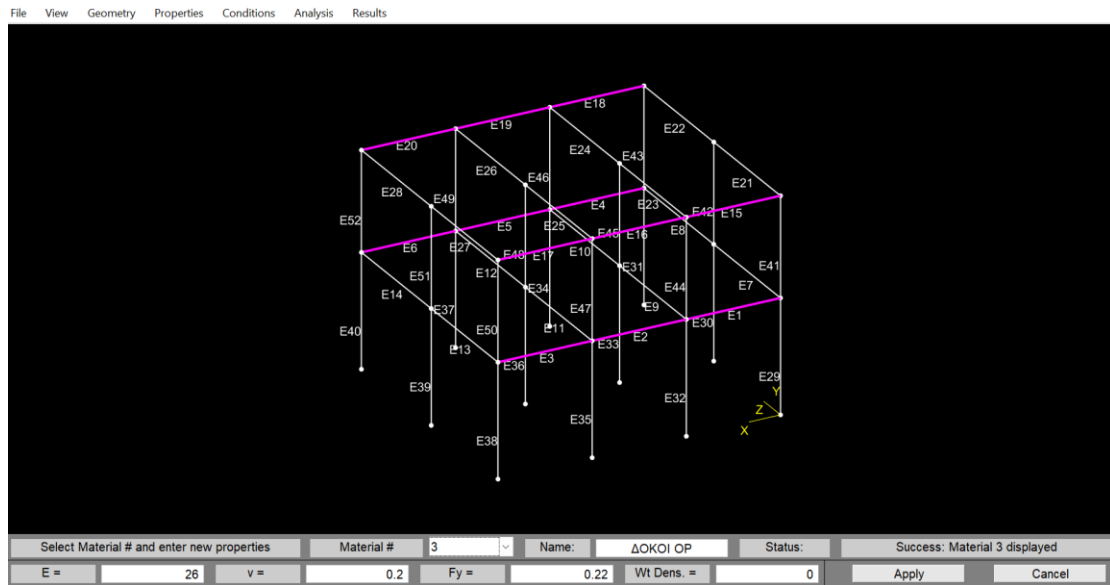 File View Geometry Properties Conditions Analysis Results
E18
E19
E20
E22
E24
E43
E26
E46
E28
E49
E21
E52
E4
E23
E42
E15
E5
E25
E8
E6
E27
E45
E16
E48
E17
E10
E12
E31
E41
E51
E14
E34
E44
E7
E37
E47
E9
E1
E40
E50
E11
E33
E2
E30
E13
E36
E3
E39
E29
E32
E35
E38
Y
Z
X
Select Material # and enter new properties Material # 3 Name: ΔΟΚΟΙ ΟΡ Status: Success: Material 3 displayed
E = 26 v = 0.2 Fy = 0.22 Wt Dens. = 0 Apply Cancel